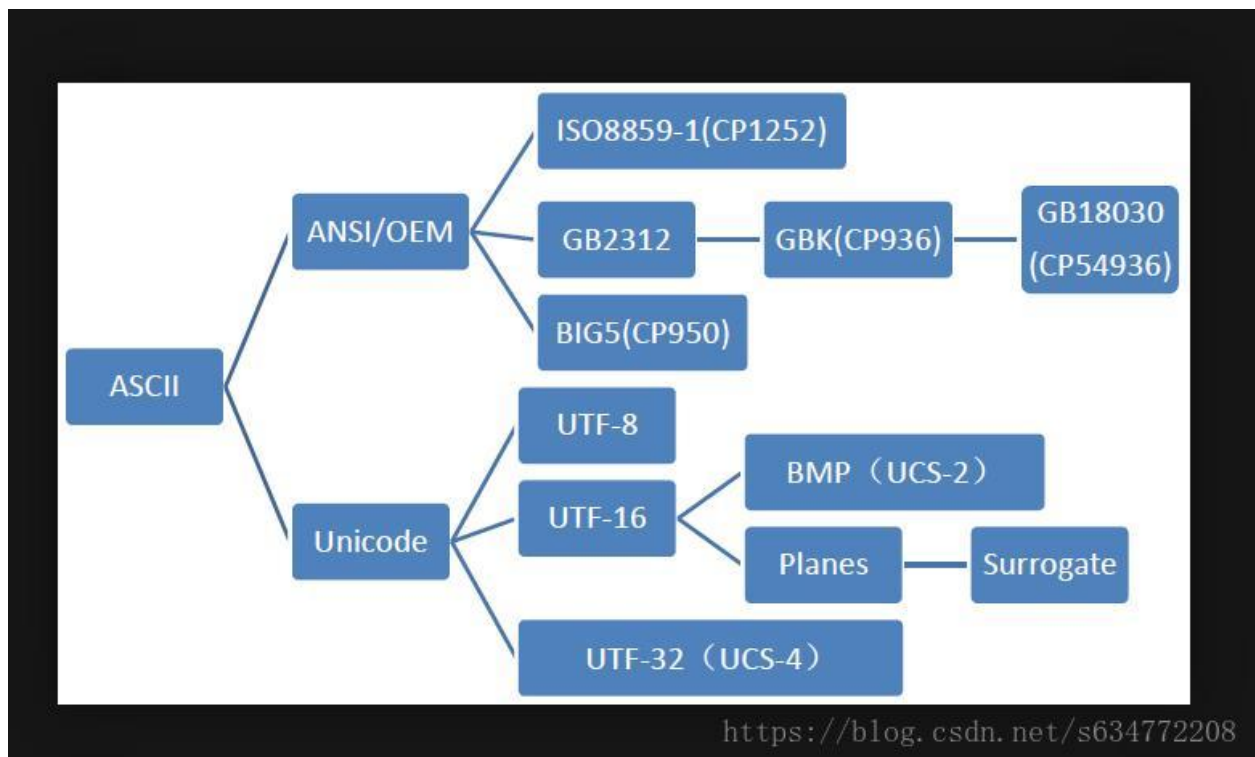 ISO8859-1(CP1252)
ANSI/OEM
GB2312
GBK(CP936)
GB18030
(CP54936)
BIG5(CP950)
ASCII
UTF-8
UTF-16
BMP（UCS-2）
Unicode
Planes
Surrogate
UTF-32（UCS-4）
https://blog.csdn.net/s634772208